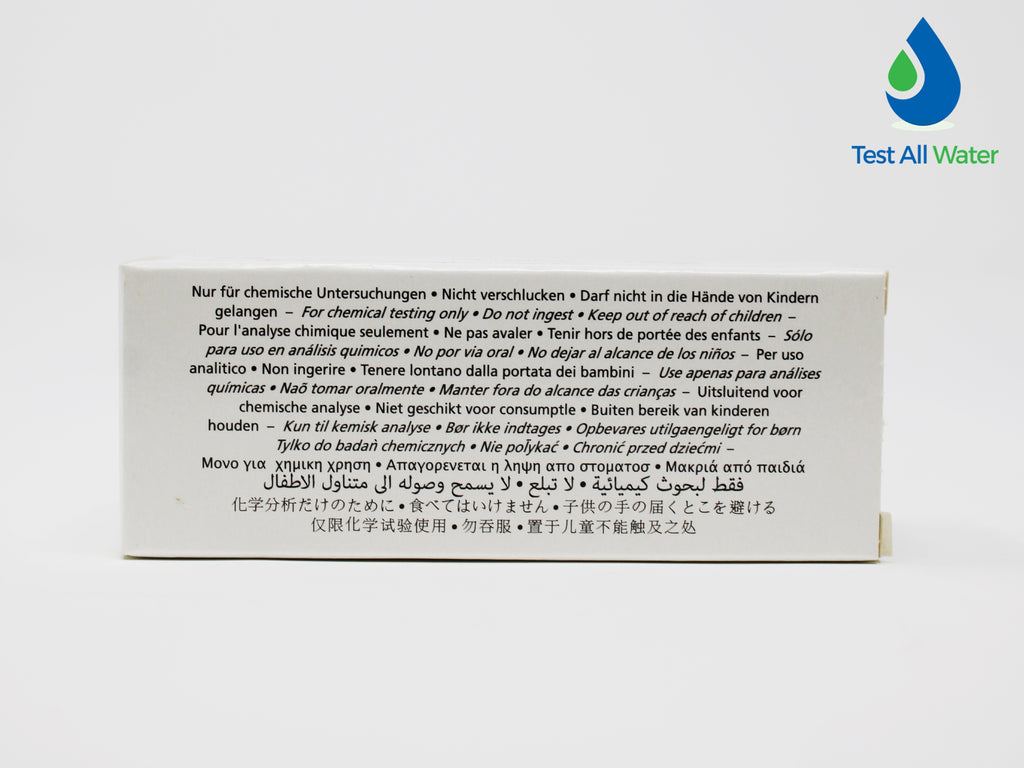 Test All Water
Nur für chemische Untersuchungen • Nicht verschlucken • Darf nicht in die Hände von Kindern
gelangen – For chemical testing only • Do not ingest • Keep out of reach of children –
Pour l'analyse chimique seulement • Ne pas avaler • Tenir hors de portée des enfants – Sólo
para uso en análisis quimicos • No por via oral • No dejar al alcance de los niños – Per uso
analitico • Non ingerire • Tenere lontano dalla portata dei bambini – Use apenas para análises
químicas • Naõ tomar oralmente • Manter fora do alcance das crianças – Uitsluitend voor
chemische analyse • Niet geschikt voor consumptle • Buiten bereik van kinderen
houden – Kun til kemisk analyse • Bør ikke indtages • Opbevares utilgaengeligt for børn
Tylko do badaǹ chemicznych • Nie pol̄ykać • Chronić przed dziećmi –
Μονο για χημικη χρηση • Απαγορενεται η ληψη απο στοματοσ • Μακριά από παιδιά
فقط لبحوث كيميائية • لا تبلع • لا يسمح وصوله الى متناول الاطفال
化学分析だけのために • 食べてはいけません • 子供の手の届くとこを避ける
仅限化学试验使用 • 勿吞服 • 置于儿童不能触及之处